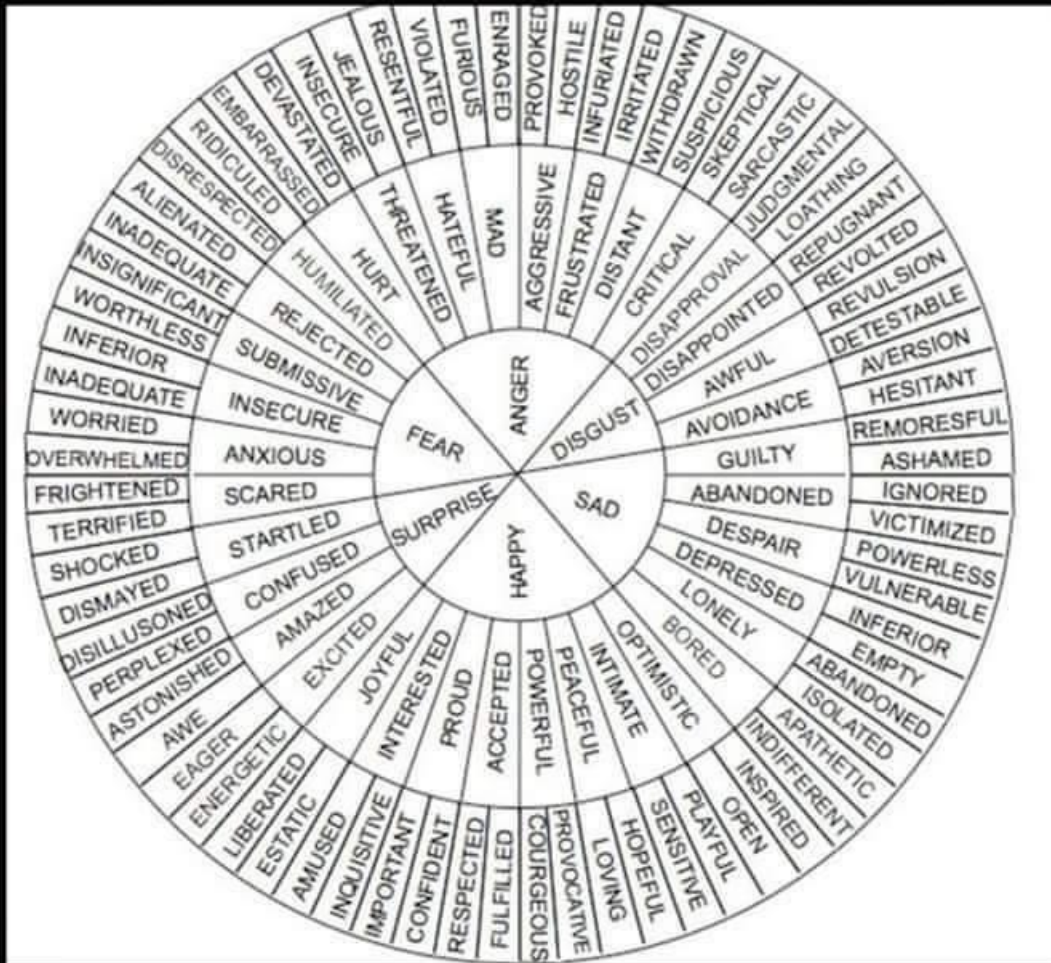 ANGER
DISGUST
SAD
HAPPY
SURPRISE
FEAR
MAD
AGGRESSIVE
FRUSTRATED
DISTANT
CRITICAL
DISAPPROVAL
DISAPPOINTED
AWFUL
AVOIDANCE
GUILTY
ABANDONED
DESPAIR
DEPRESSED
LONELY
BORED
OPTIMISTIC
INTIMATE
PEACEFUL
POWERFUL
ACCEPTED
PROUD
INTERESTED
JOYFUL
EXCITED
AMAZED
CONFUSED
STARTLED
SCARED
ANXIOUS
INSECURE
SUBMISSIVE
REJECTED
HUMILIATED
HURT
THREATENED
HATEFUL
ENRAGED
PROVOKED
HOSTILE
INFURIATED
IRRITATED
WITHDRAWN
SUSPICIOUS
SKEPTICAL
SARCASTIC
JUDGMENTAL
LOATHING
REPUGNANT
REVOLTED
REVULSION
DETESTABLE
AVERSION
HESITANT
REMORESFUL
ASHAMED
IGNORED
VICTIMIZED
POWERLESS
VULNERABLE
INFERIOR
EMPTY
ABANDONED
ISOLATED
APATHETIC
INDIFFERENT
INSPIRED
OPEN
PLAYFUL
SENSITIVE
HOPEFUL
LOVING
PROVOCATIVE
COURGEOUS
FULFILLED
RESPECTED
CONFIDENT
IMPORTANT
INQUISITIVE
AMUSED
ESTATIC
LIBERATED
ENERGETIC
EAGER
AWE
ASTONISHED
PERPLEXED
DISILLUSONED
DISMAYED
SHOCKED
TERRIFIED
FRIGHTENED
OVERWHELMED
WORRIED
INADEQUATE
INFERIOR
WORTHLESS
INSIGNIFICANT
INADEQUATE
ALIENATED
DISRESPECTED
RIDICULED
EMBARRASSED
DEVASTATED
INSECURE
JEALOUS
RESENTFUL
VIOLATED
FURIOUS